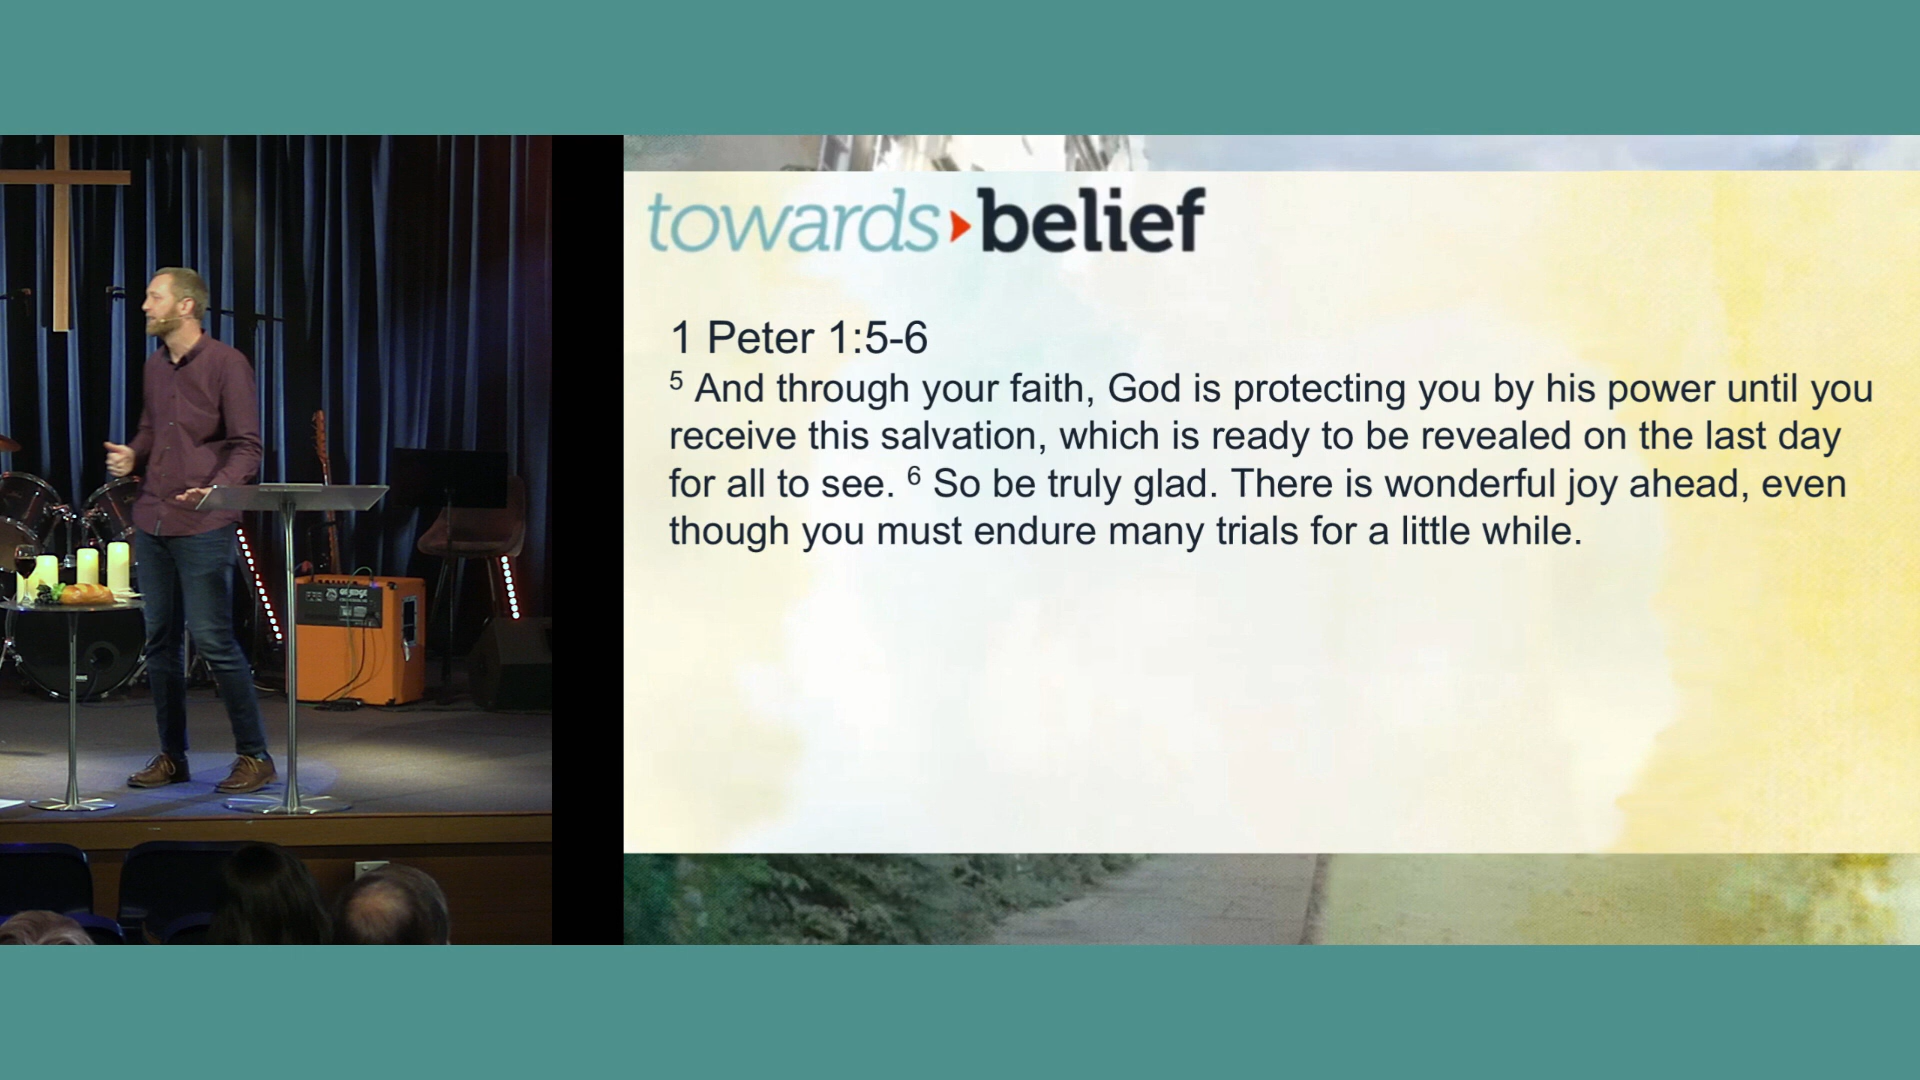 towards belief
1 Peter 1:5-6
5 And through your faith, God is protecting you by his power until you
receive this salvation, which is ready to be revealed on the last day
for all to see. 6 So be truly glad. There is wonderful joy ahead, even
though you must endure many trials for a little while.